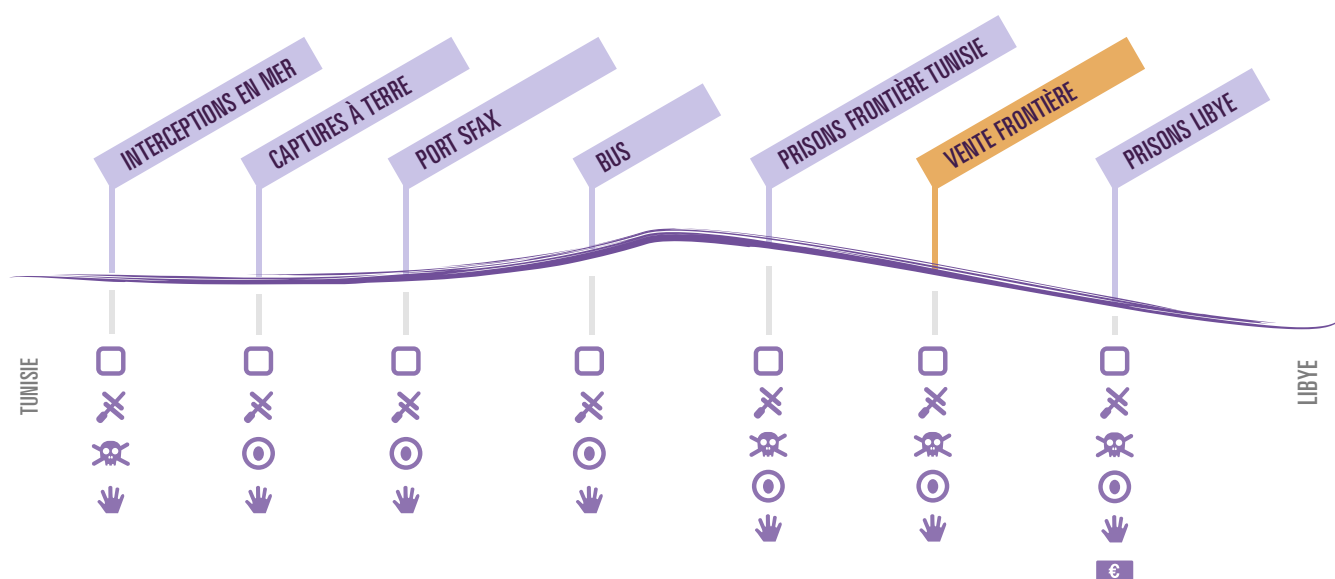 INTERCEPTIONS EN MER
CAPTURES À TERRE
PORT SFAX
BUS
PRISONS FRONTIÈRE TUNISIE
VENTE FRONTIÈRE
PRISONS LIBYE
TUNISIE
LIBYE
€